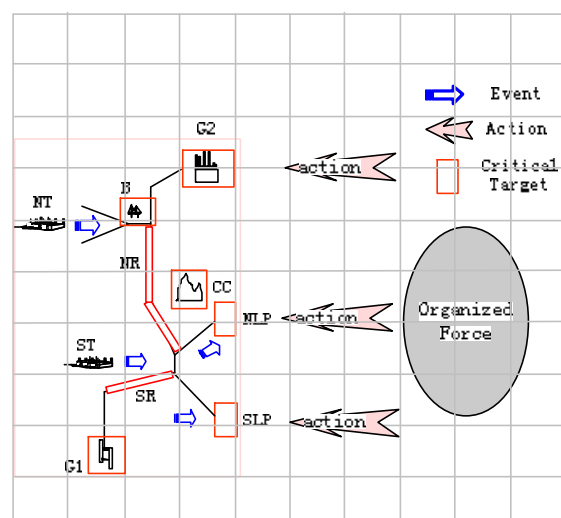 Event
G2
Action
action
Critical
Target
B
NT
NR
CC
NLP
action
Organized
Force
ST
SR
SLP
action
G1